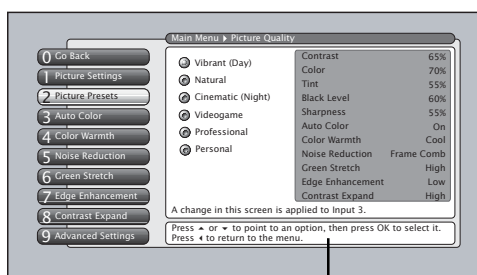 Main Menu ▸ Picture Quality
0 Go Back
1 Picture Settings
2 Picture Presets
3 Auto Color
4 Color Warmth
5 Noise Reduction
6 Green Stretch
7 Edge Enhancement
8 Contrast Expand
9 Advanced Settings
Vibrant (Day)
Natural
Cinematic (Night)
Videogame
Professional
Personal
Contrast 65%
Color 70%
Tint 55%
Black Level 60%
Sharpness 55%
Auto Color On
Color Warmth Cool
Noise Reduction Frame Comb
Green Stretch High
Edge Enhancement Low
Contrast Expand High
A change in this screen is applied to Input 3.
Press ▲ or ▼ to point to an option, then press OK to select it.
Press ◂ to return to the menu.